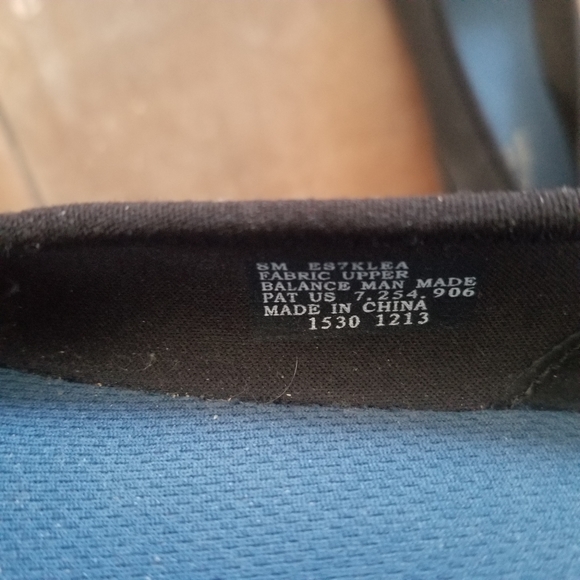 8M ES7KLEA
FABRIC UPPER
BALANCE MAN MADE
PAT US 7,254,906
MADE IN CHINA
1530 1213